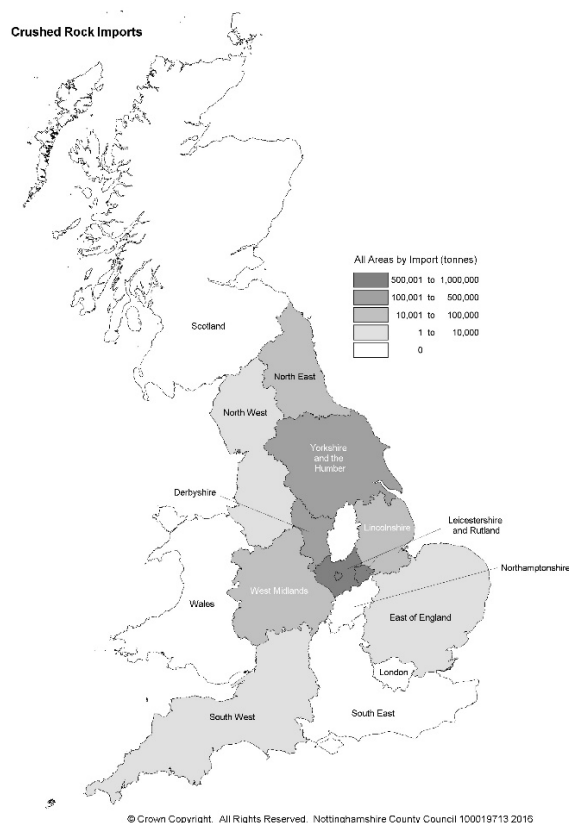 Crushed Rock Imports
All Areas by Import (tonnes)
500,001 to 1,000,000
100,001 to 500,000
10,001 to 100,000
1 to 10,000
0
Scotland
North East
North West
Yorkshire
and the
Humber
Derbyshire
Lincolnshire
Leicestershire
and Rutland
Northamptonshire
West Midlands
Wales
East of England
London
South East
South West
© Crown Copyright. All Rights Reserved. Nottinghamshire County Council 100019713 2016